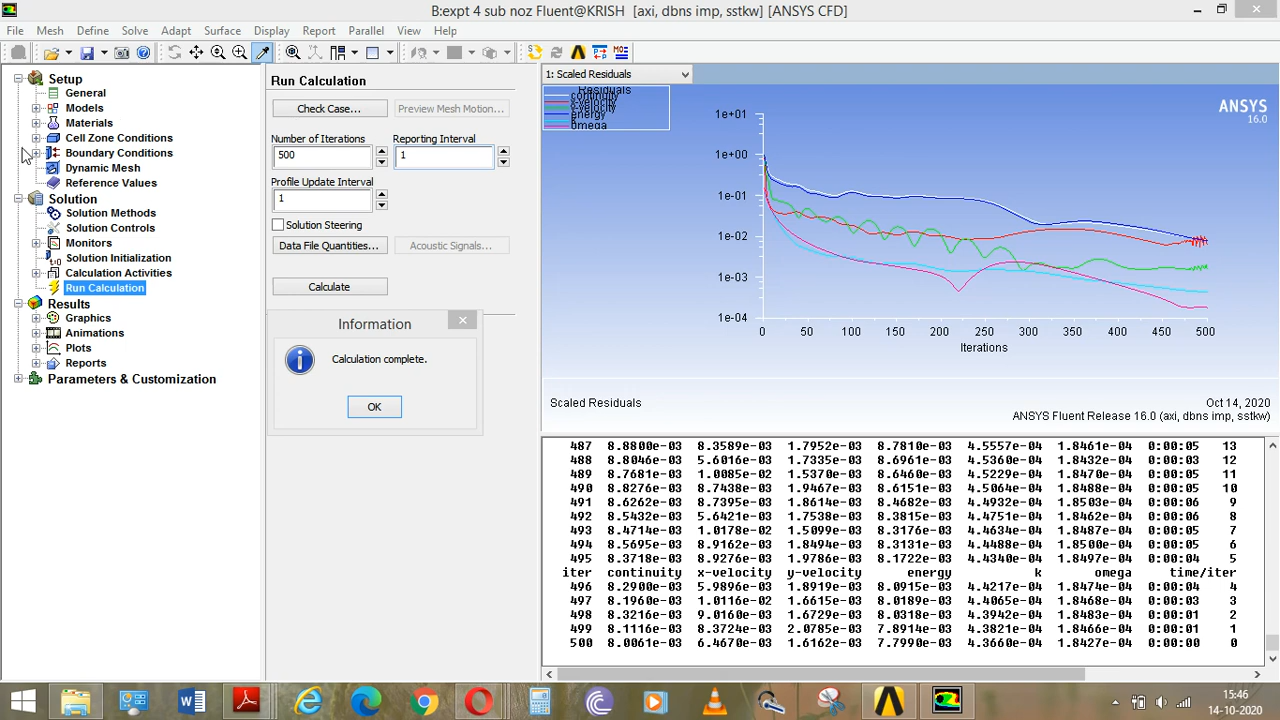 B:expt 4 sub noz Fluent@KRISH [axi, dbns imp, sstkw] [ANSYS CFD]
File Mesh Define Solve Adapt Surface Display Report Parallel View Help
Setup
General
Models
Materials
Cell Zone Conditions
Boundary Conditions
Dynamic Mesh
Reference Values
Solution
Solution Methods
Solution Controls
Monitors
Solution Initialization
Calculation Activities
Run Calculation
Results
Graphics
Animations
Plots
Reports
Parameters & Customization
Run Calculation
Check Case... Preview Mesh Motion...
Number of Iterations Reporting Interval
500 1
Profile Update Interval
1
Solution Steering
Data File Quantities... Acoustic Signals...
Calculate
Information
Calculation complete.
OK
1: Scaled Residuals
Residuals
continuity
x-velocity
y-velocity
energy
omega
ANSYS
16.0
1e+01
1e+00
1e-01
1e-02
1e-03
1e-04
0 50 100 150 200 250 300 350 400 450 500
Iterations
Scaled Residuals
Oct 14, 2020
ANSYS Fluent Release 16.0 (axi, dbns imp, sstkw)
487 8.8800e-03 8.3589e-03 1.7952e-03 8.7810e-03 4.5557e-04 1.8461e-04 0:00:05 13
488 8.8046e-03 5.6016e-03 1.7335e-03 8.6961e-03 4.5360e-04 1.8432e-04 0:00:03 12
489 8.7681e-03 1.0085e-02 1.5370e-03 8.6460e-03 4.5229e-04 1.8470e-04 0:00:05 11
490 8.8276e-03 8.7438e-03 1.9467e-03 8.6151e-03 4.5064e-04 1.8488e-04 0:00:05 10
491 8.6262e-03 8.7395e-03 1.8614e-03 8.4682e-03 4.4932e-04 1.8503e-04 0:00:06 9
492 8.5432e-03 5.6421e-03 1.7538e-03 8.3815e-03 4.4751e-04 1.8462e-04 0:00:06 8
493 8.4714e-03 1.0178e-02 1.5099e-03 8.3176e-03 4.4634e-04 1.8487e-04 0:00:05 7
494 8.5695e-03 8.9162e-03 1.8494e-03 8.3131e-03 4.4488e-04 1.8500e-04 0:00:05 6
495 8.3718e-03 8.9276e-03 1.9786e-03 8.1722e-03 4.4340e-04 1.8497e-04 0:00:04 5
iter continuity x-velocity y-velocity energy k omega time/iter
496 8.2900e-03 5.9896e-03 1.8919e-03 8.0915e-03 4.4217e-04 1.8474e-04 0:00:04 4
497 8.1960e-03 1.0116e-02 1.6615e-03 8.0189e-03 4.4065e-04 1.8468e-04 0:00:03 3
498 8.3216e-03 9.0160e-03 1.6729e-03 8.0318e-03 4.3942e-04 1.8468e-04 0:00:01 2
499 8.1116e-03 8.3724e-03 2.0785e-03 7.8914e-03 4.3821e-04 1.8466e-04 0:00:01 1
500 8.0061e-03 6.4670e-03 1.6162e-03 7.7990e-03 4.3660e-04 1.8427e-04 0:00:00 0
15:46
14-10-2020